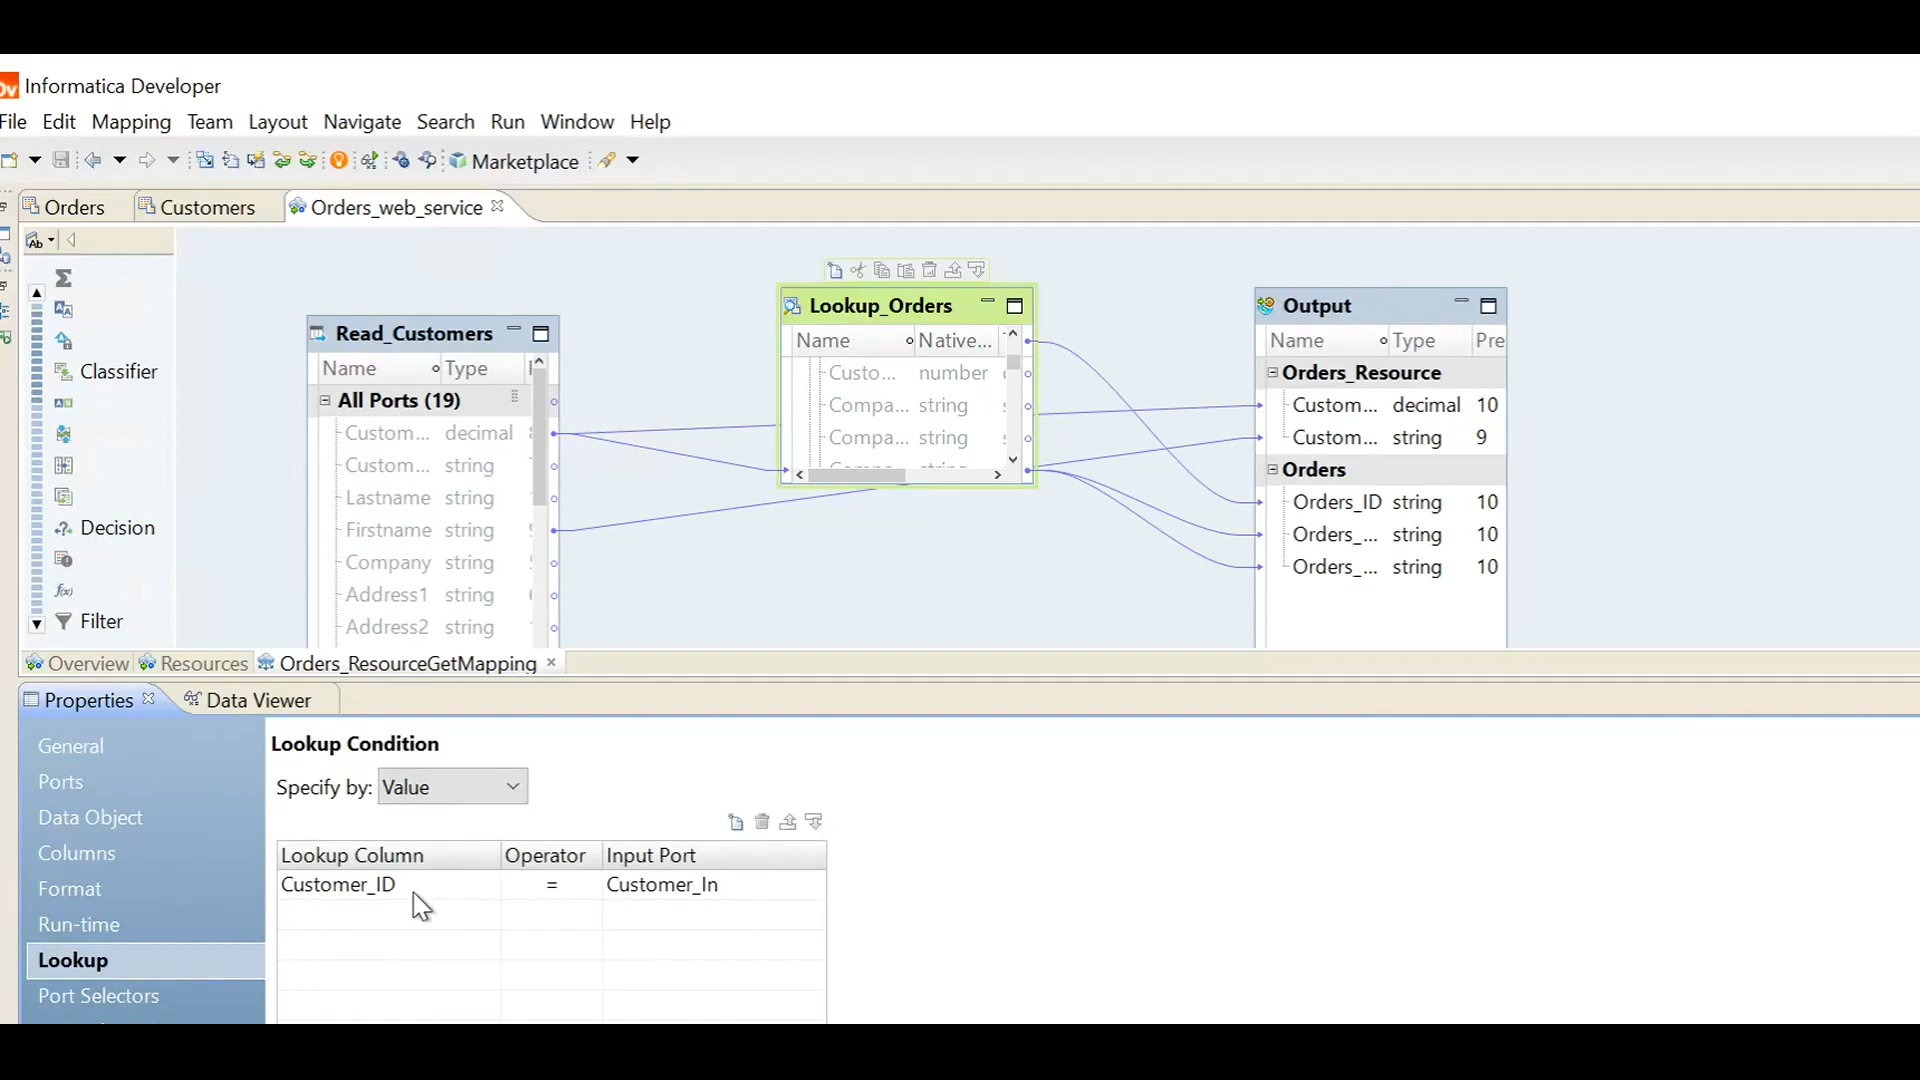 Informatica Developer
File Edit Mapping Team Layout Navigate Search Run Window Help
Marketplace
Orders Customers Orders_web_service
Ab
Classifier
Decision
Filter
Read_Customers
Name Type
All Ports (19)
Custom... decimal
Custom... string
Lastname string
Firstname string
Company string
Address1 string
Address2 string
Lookup_Orders
Name Native...
Custo... number
Compa... string
Compa... string
Output
Name Type Pre
Orders_Resource
Custom... decimal 10
Custom... string 9
Orders
Orders_ID string 10
Orders_... string 10
Orders_... string 10
Overview Resources Orders_ResourceGetMapping
Properties Data Viewer
General
Ports
Data Object
Columns
Format
Run-time
Lookup
Port Selectors
Lookup Condition
Specify by: Value
Lookup Column Operator Input Port
Customer_ID = Customer_In